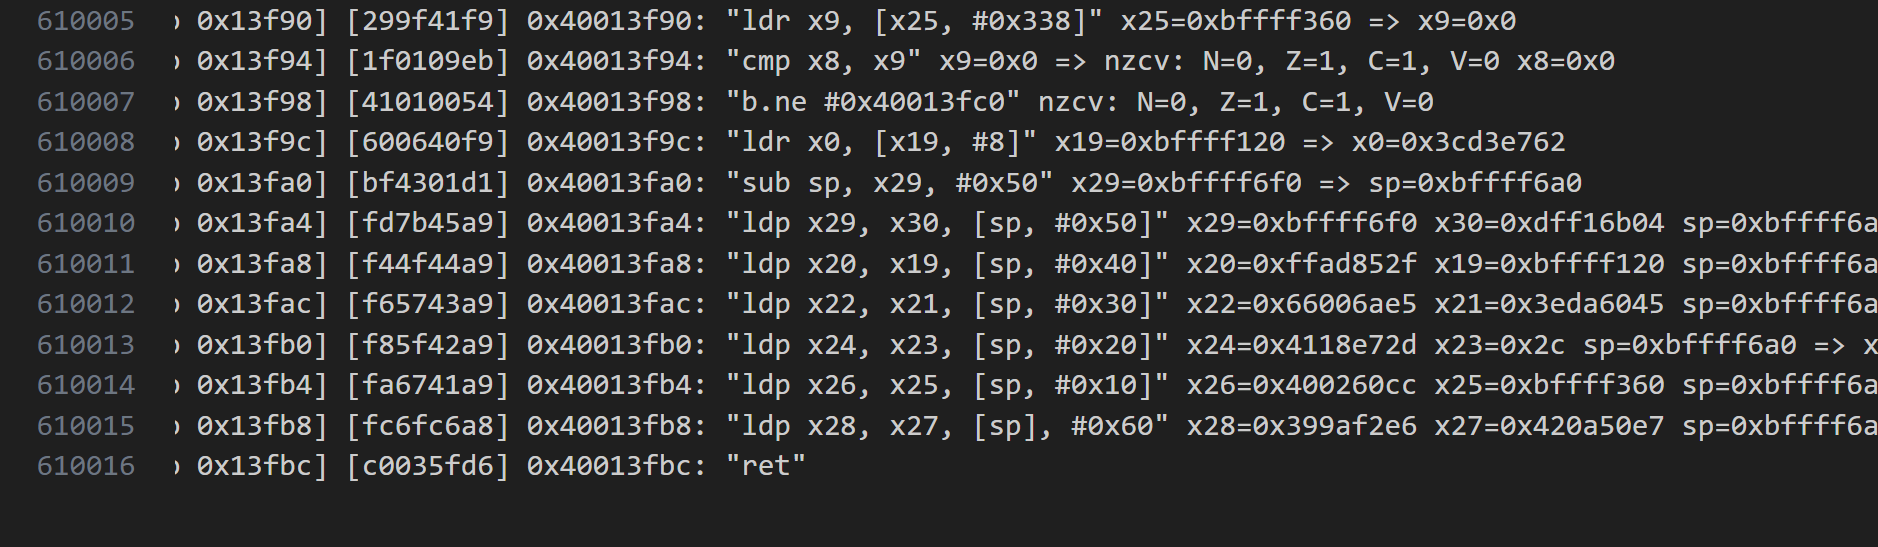 610005 0x13f90] [299f41f9] 0x40013f90: "ldr x9, [x25, #0x338]" x25=0xbffff360 => x9=0x0
610006 0x13f94] [1f0109eb] 0x40013f94: "cmp x8, x9" x9=0x0 => nzcv: N=0, Z=1, C=1, V=0 x8=0x0
610007 0x13f98] [41010054] 0x40013f98: "b.ne #0x40013fc0" nzcv: N=0, Z=1, C=1, V=0
610008 0x13f9c] [600640f9] 0x40013f9c: "ldr x0, [x19, #8]" x19=0xbffff120 => x0=0x3cd3e762
610009 0x13fa0] [bf4301d1] 0x40013fa0: "sub sp, x29, #0x50" x29=0xbffff6f0 => sp=0xbffff6a0
610010 0x13fa4] [fd7b45a9] 0x40013fa4: "ldp x29, x30, [sp, #0x50]" x29=0xbffff6f0 x30=0xdff16b04 sp=0xbffff6a
610011 0x13fa8] [f44f44a9] 0x40013fa8: "ldp x20, x19, [sp, #0x40]" x20=0xffad852f x19=0xbffff120 sp=0xbffff6a
610012 0x13fac] [f65743a9] 0x40013fac: "ldp x22, x21, [sp, #0x30]" x22=0x66006ae5 x21=0x3eda6045 sp=0xbffff6a
610013 0x13fb0] [f85f42a9] 0x40013fb0: "ldp x24, x23, [sp, #0x20]" x24=0x4118e72d x23=0x2c sp=0xbffff6a0 => x
610014 0x13fb4] [fa6741a9] 0x40013fb4: "ldp x26, x25, [sp, #0x10]" x26=0x400260cc x25=0xbffff360 sp=0xbffff6a
610015 0x13fb8] [fc6fc6a8] 0x40013fb8: "ldp x28, x27, [sp], #0x60" x28=0x399af2e6 x27=0x420a50e7 sp=0xbffff6a
610016 0x13fbc] [c0035fd6] 0x40013fbc: "ret"